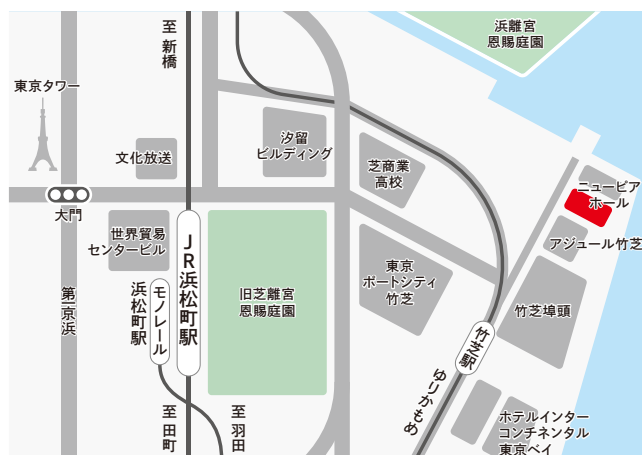 至
新橋
浜離宮
恩賜庭園
東京タワー
文化放送
汐留
ビルディング
芝商業
高校
ニューピア
ホール
大門
世界貿易
センタービル
アジュール竹芝
JR浜松町駅
モノレール
浜松町駅
第一京浜
旧芝離宮
恩賜庭園
東京
ポートシティ
竹芝
竹芝埠頭
竹芝駅
ゆりかもめ
至
田町
至
羽田
ホテルインター
コンチネンタル
東京ベイ